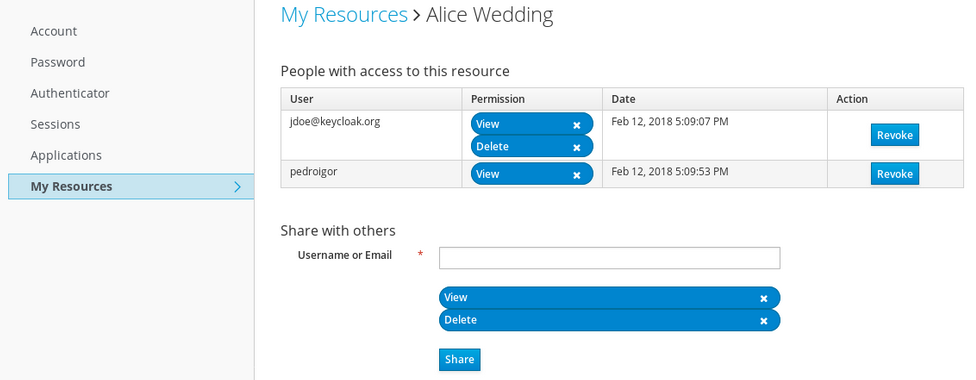 My Resources > Alice Wedding
Account
Password
Authenticator
Sessions
Applications
My Resources
People with access to this resource
User Permission Date Action
jdoe@keycloak.org View Feb 12, 2018 5:09:07 PM Revoke
Delete
pedroigor View Feb 12, 2018 5:09:53 PM Revoke
Share with others
Username or Email *
View
Delete
Share